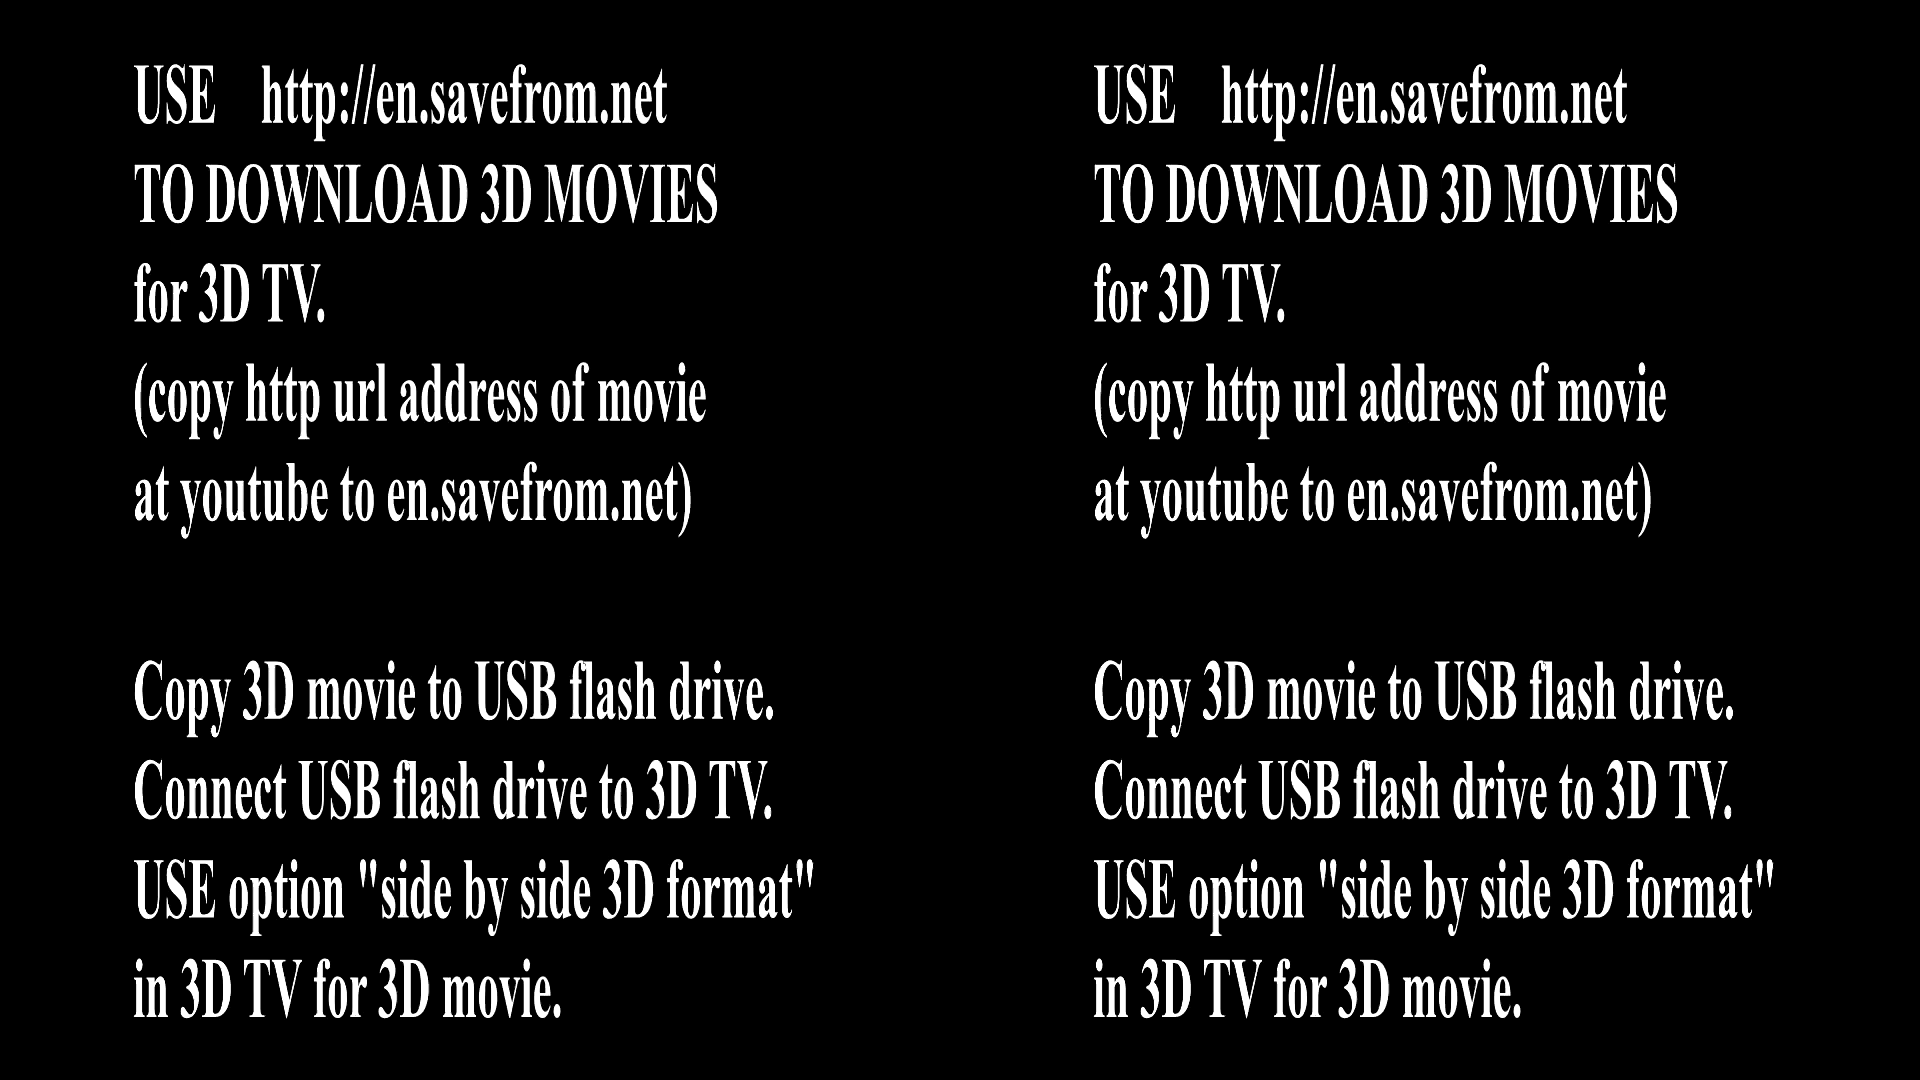 USE http://en.savefrom.net
TO DOWNLOAD 3D MOVIES
for 3D TV.
(copy http url address of movie
at youtube to en.savefrom.net)
Copy 3D movie to USB flash drive.
Connect USB flash drive to 3D TV.
USE option "side by side 3D format"
in 3D TV for 3D movie.
USE http://en.savefrom.net
TO DOWNLOAD 3D MOVIES
for 3D TV.
(copy http url address of movie
at youtube to en.savefrom.net)
Copy 3D movie to USB flash drive.
Connect USB flash drive to 3D TV.
USE option "side by side 3D format"
in 3D TV for 3D movie.